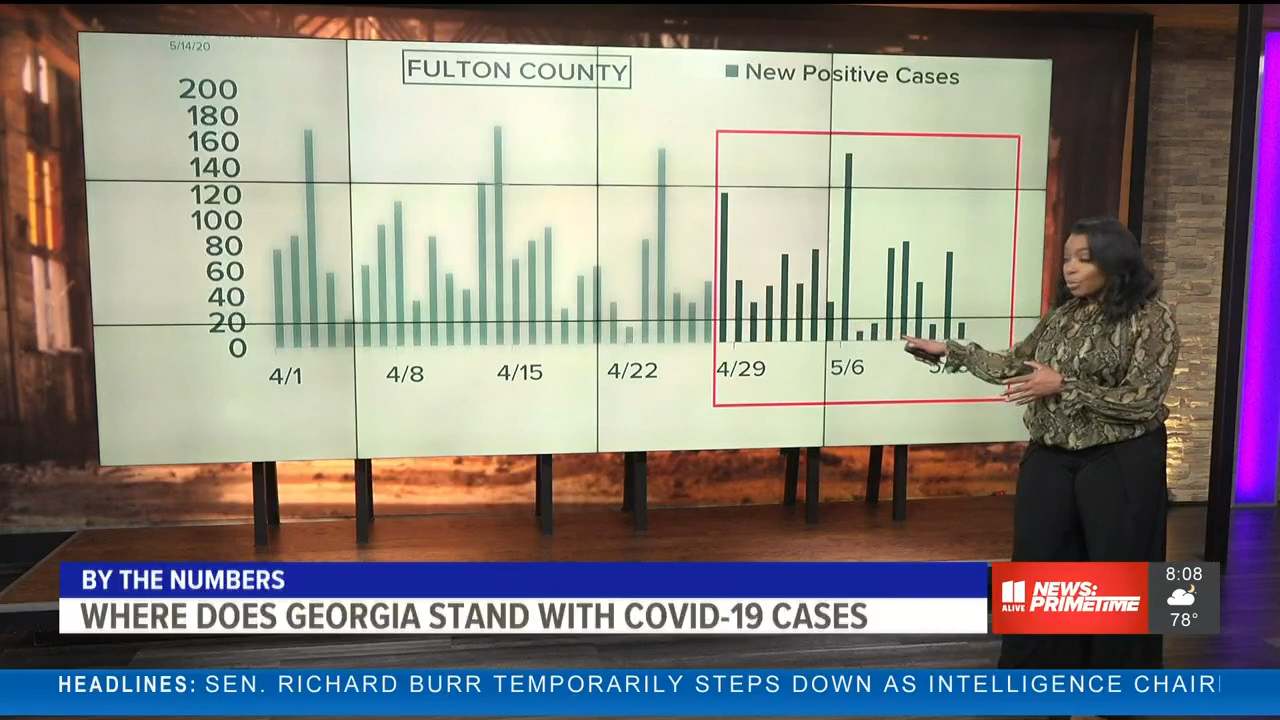 5/14/20
FULTON COUNTY
New Positive Cases
200
180
160
140
120
100
80
60
40
20
0
4/1 4/8 4/15 4/22 4/29 5/6
BY THE NUMBERS
WHERE DOES GEORGIA STAND WITH COVID-19 CASES
11 ALIVE NEWS: PRIMETIME
8:08
78°
HEADLINES: SEN. RICHARD BURR TEMPORARILY STEPS DOWN AS INTELLIGENCE CHAIR